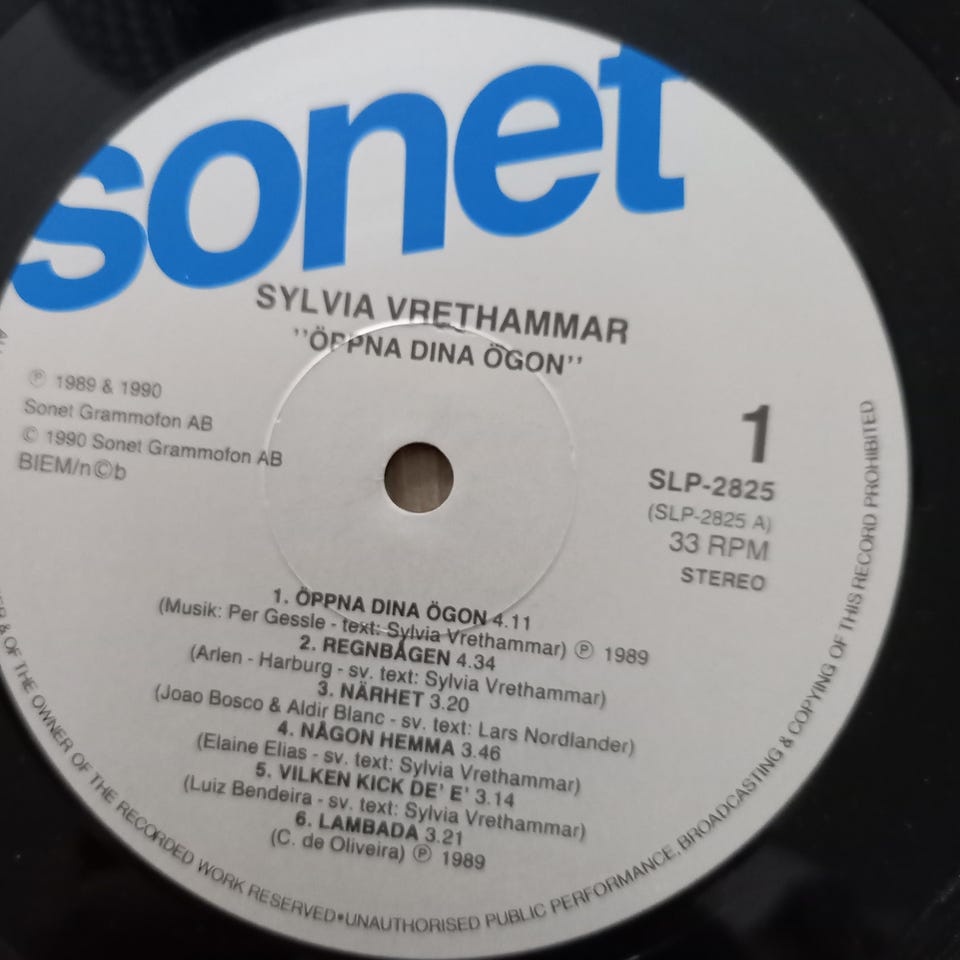 sonet
SYLVIA VRETHAMMAR
"ÖPPNA DINA ÖGON"
℗ 1989 & 1990
Sonet Grammofon AB
© 1990 Sonet Grammofon AB
BIEM/n©b
1
SLP-2825
(SLP-2825 A)
33 RPM
STEREO
1. ÖPPNA DINA ÖGON 4.11
(Musik: Per Gessle - text: Sylvia Vrethammar) ℗ 1989
2. REGNBÅGEN 4.34
(Arlen - Harburg - sv. text: Sylvia Vrethammar)
3. NÄRHET 3.20
(Joao Bosco & Aldir Blanc - sv. text: Lars Nordlander)
4. NÅGON HEMMA 3.46
(Elaine Elias - sv. text: Sylvia Vrethammar)
5. VILKEN KICK DE' E' 3.14
(Luiz Bendeira - sv. text: Sylvia Vrethammar)
6. LAMBADA 3.21
(C. de Oliveira) ℗ 1989
& OF THE OWNER OF THE RECORDED WORK RESERVED•UNAUTHORISED PUBLIC PERFORMANCE, BROADCASTING & COPYING OF THIS RECORD PROHIBITED